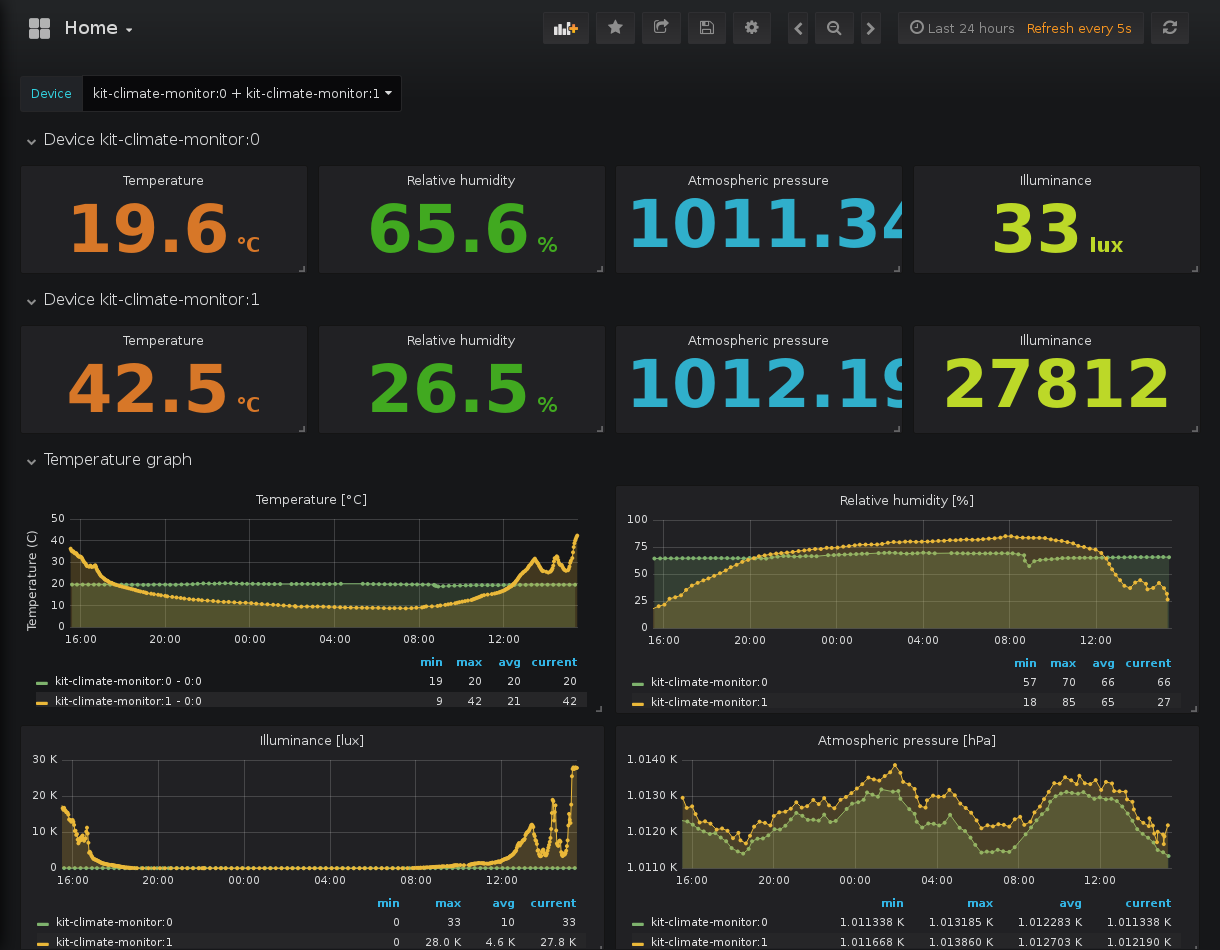 Home
Last 24 hours Refresh every 5s
Device kit-climate-monitor:0 + kit-climate-monitor:1
Device kit-climate-monitor:0
Temperature Relative humidity Atmospheric pressure Illuminance
19.6 °C 65.6 % 1011.34 33 lux
Device kit-climate-monitor:1
Temperature Relative humidity Atmospheric pressure Illuminance
42.5 °C 26.5 % 1012.19 27812
Temperature graph
Temperature [°C]
Temperature (C)
50
40
30
20
10
0
16:00 20:00 00:00 04:00 08:00 12:00
min max avg current
kit-climate-monitor:0 - 0:0 19 20 20 20
kit-climate-monitor:1 - 0:0 9 42 21 42
Relative humidity [%]
100
75
50
25
0
16:00 20:00 00:00 04:00 08:00 12:00
min max avg current
kit-climate-monitor:0 57 70 66 66
kit-climate-monitor:1 18 85 65 27
Illuminance [lux]
30 K
20 K
10 K
0
16:00 20:00 00:00 04:00 08:00 12:00
min max avg current
kit-climate-monitor:0 0 33 10 33
kit-climate-monitor:1 0 28.0 K 4.6 K 27.8 K
Atmospheric pressure [hPa]
1.0140 K
1.0130 K
1.0120 K
1.0110 K
16:00 20:00 00:00 04:00 08:00 12:00
min max avg current
kit-climate-monitor:0 1.011338 K 1.013185 K 1.012283 K 1.011338 K
kit-climate-monitor:1 1.011668 K 1.013860 K 1.012703 K 1.012190 K